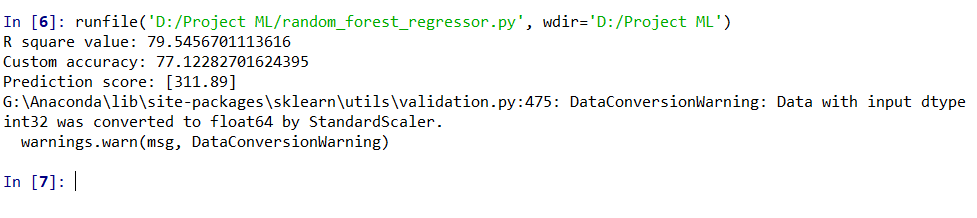 In [6]: runfile('D:/Project ML/random_forest_regressor.py', wdir='D:/Project ML')
R square value: 79.5456701113616
Custom accuracy: 77.12282701624395
Prediction score: [311.89]
G:\Anaconda\lib\site-packages\sklearn\utils\validation.py:475: DataConversionWarning: Data with input dtype
int32 was converted to float64 by StandardScaler.
  warnings.warn(msg, DataConversionWarning)
In [7]: